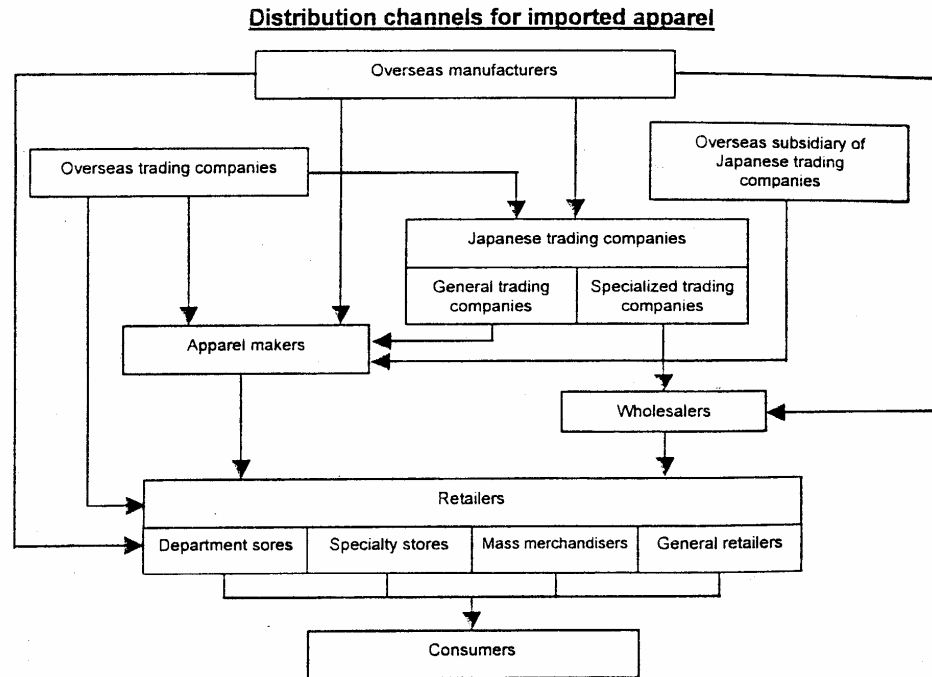 Distribution channels for imported apparel
Overseas manufacturers
Overseas trading companies
Overseas subsidiary of
Japanese trading
companies
Japanese trading companies
General trading
companies
Specialized trading
companies
Apparel makers
Wholesalers
Retailers
Department sores
Specialty stores
Mass merchandisers
General retailers
Consumers